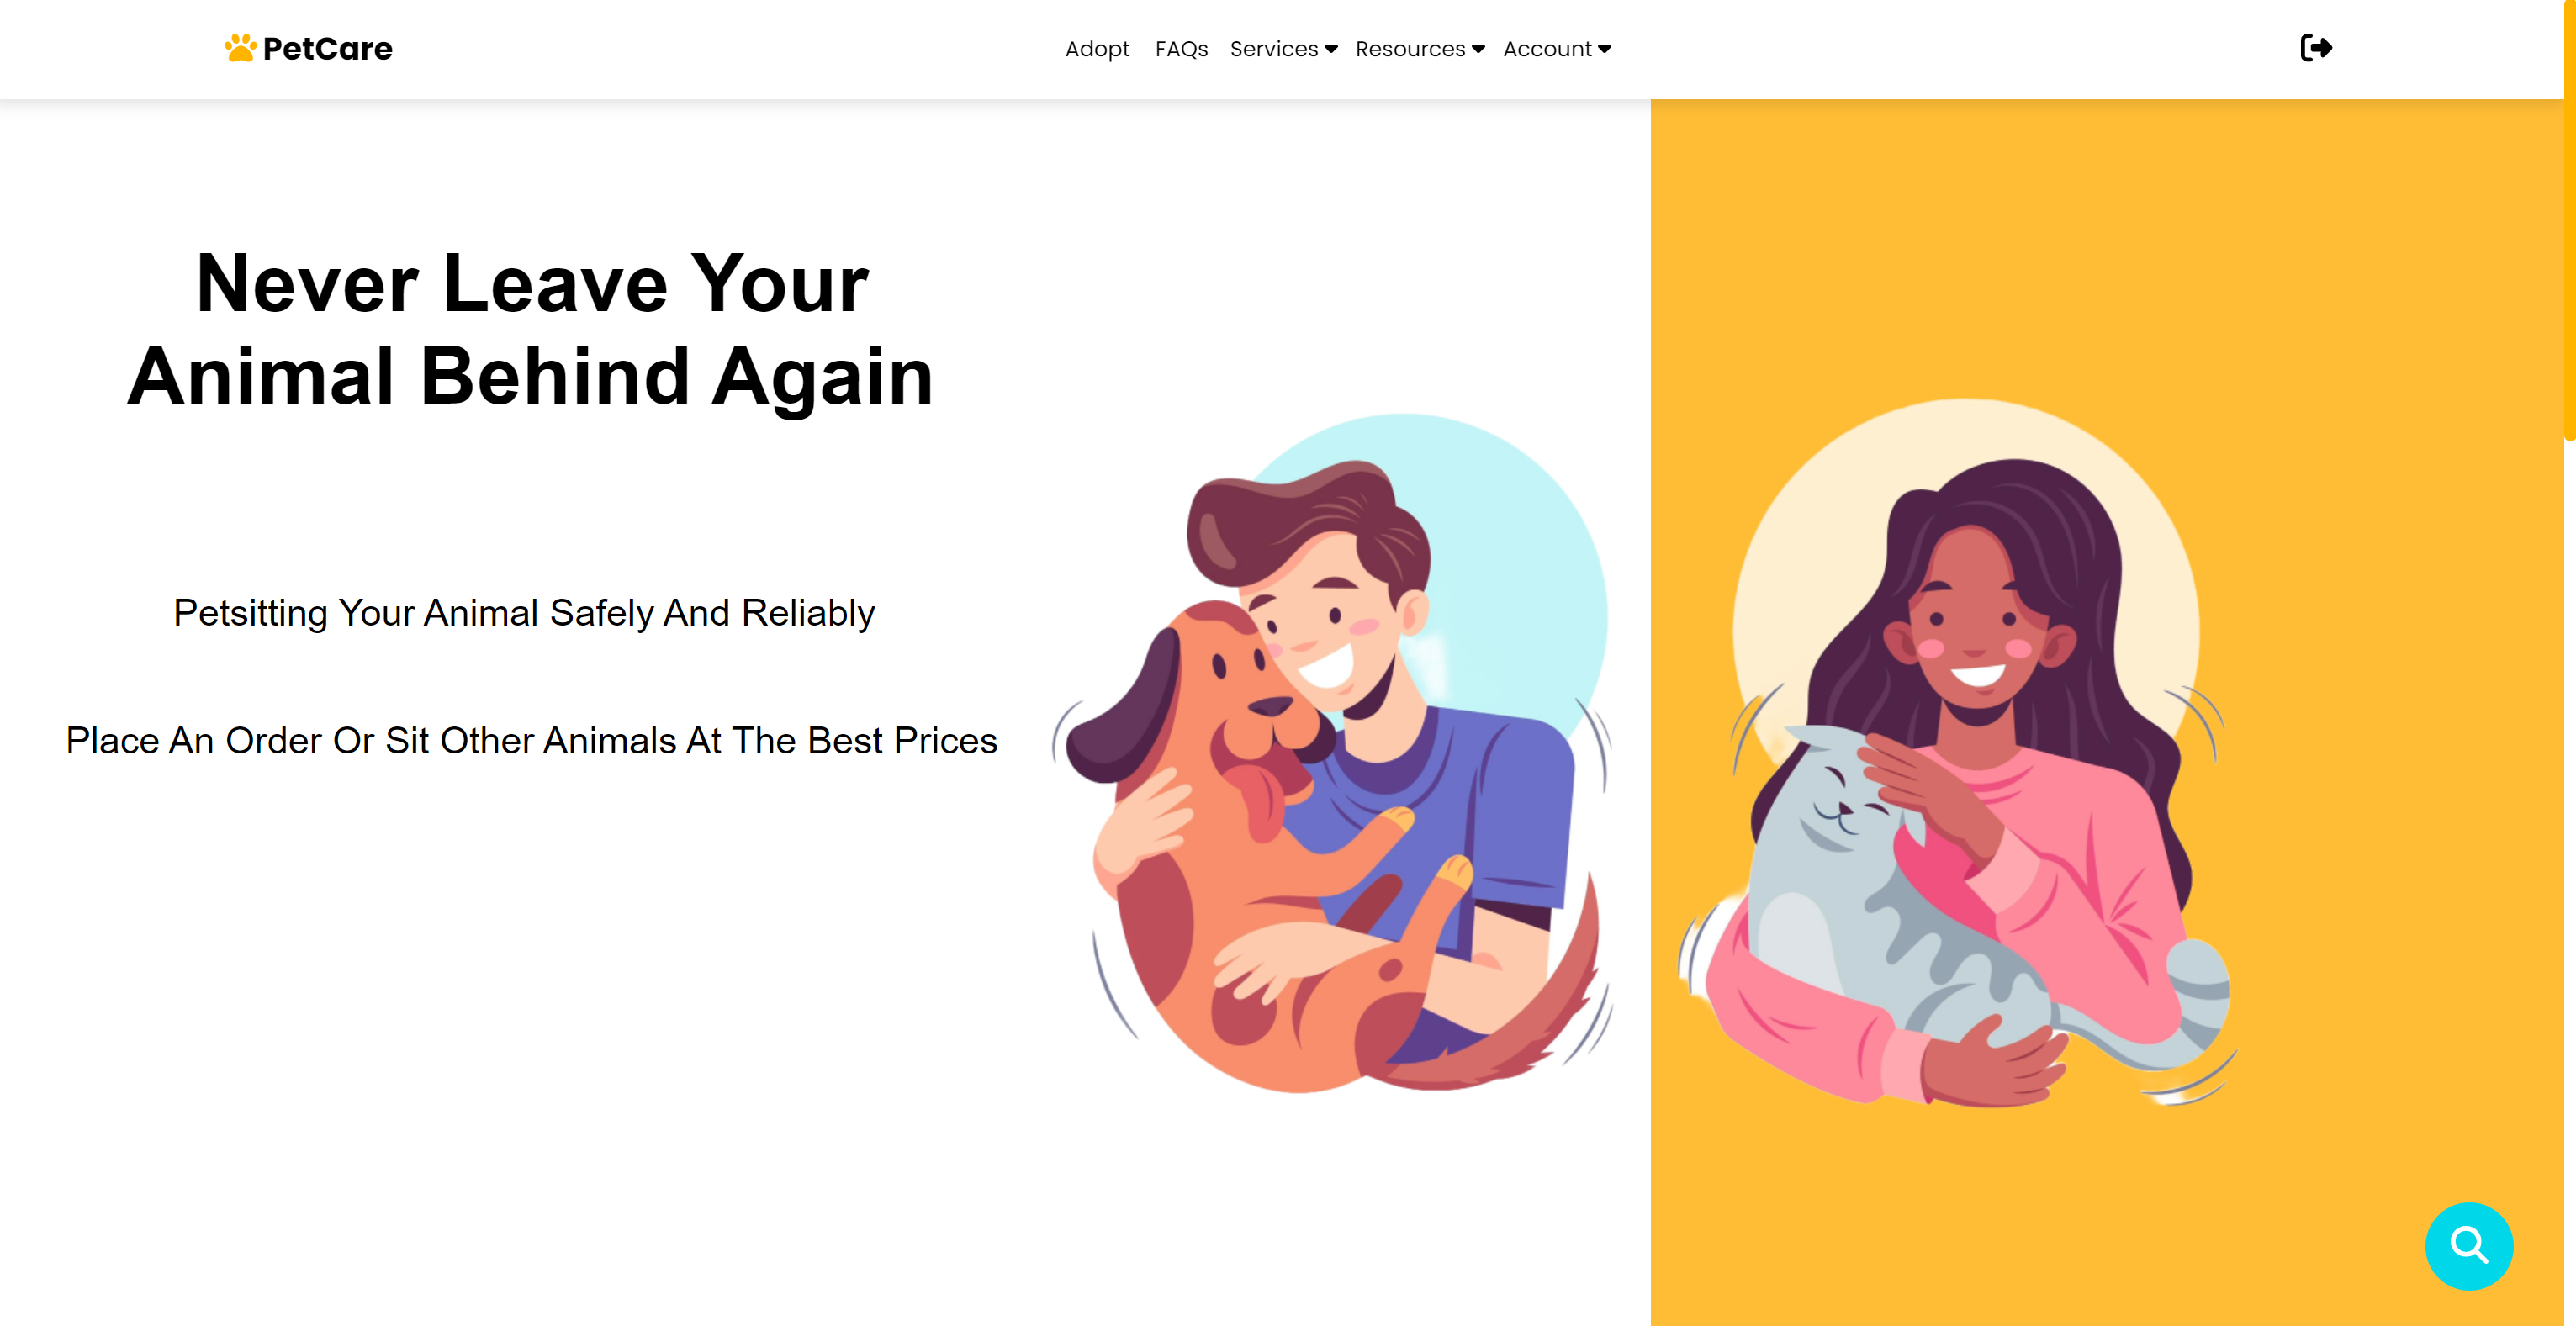 PetCare
Adopt FAQs Services Resources Account
Never Leave Your
Animal Behind Again
Petsitting Your Animal Safely And Reliably
Place An Order Or Sit Other Animals At The Best Prices